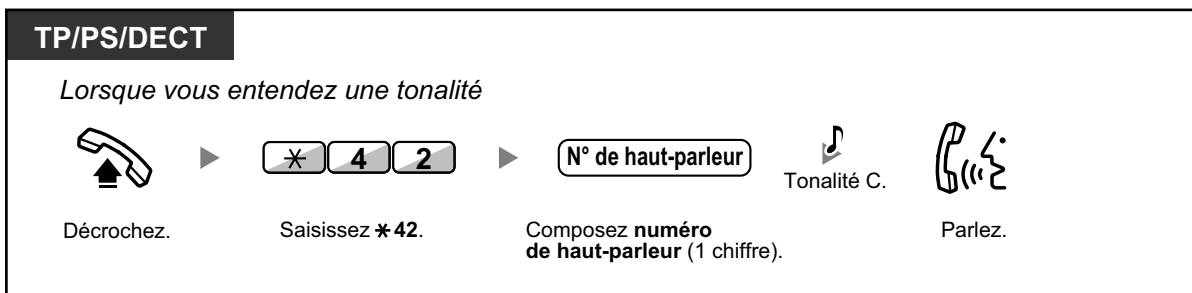 TP/PS/DECT
Lorsque vous entendez une tonalité
* 4 2
N° de haut-parleur
Tonalité C.
Décrochez.
Saisissez *42.
Composez numéro
de haut-parleur (1 chiffre).
Parlez.